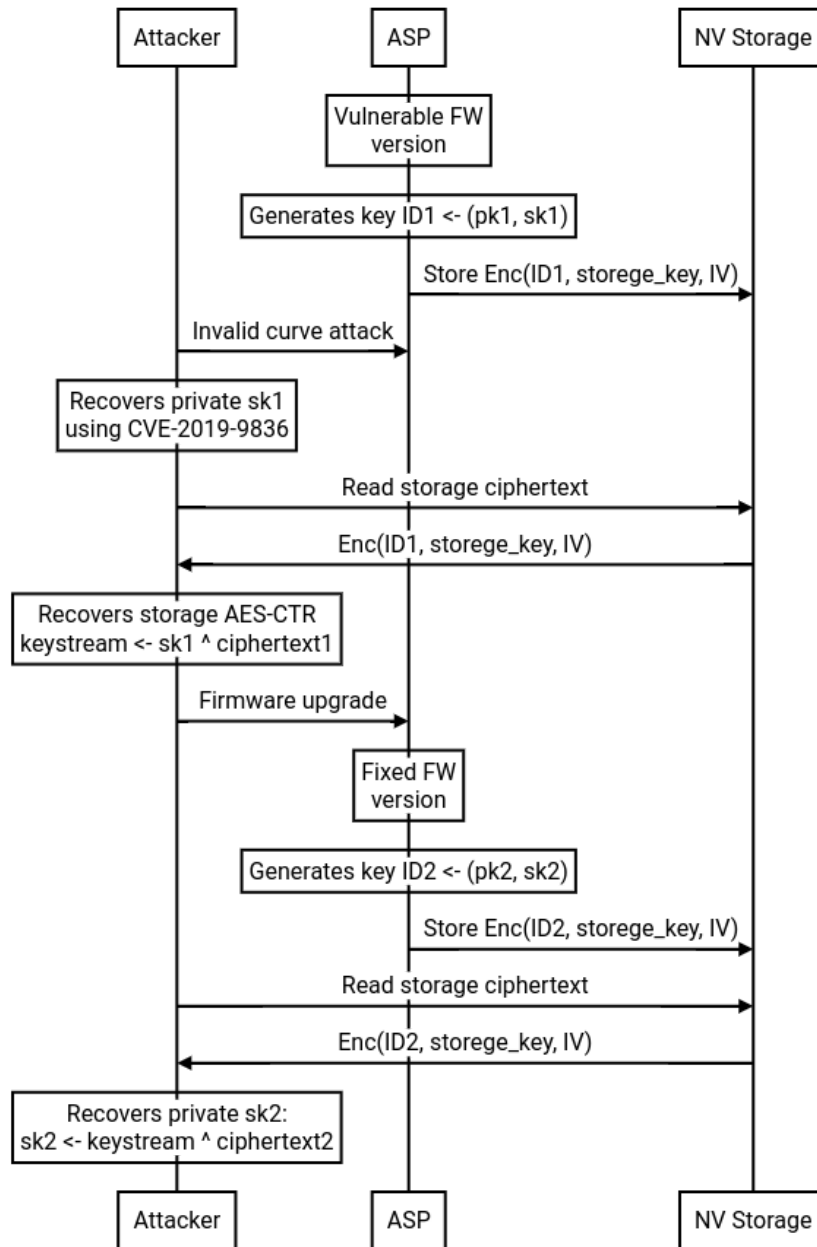 Attacker
ASP
NV Storage
Vulnerable FW
version
Generates key ID1 <- (pk1, sk1)
Store Enc(ID1, storege_key, IV)
Invalid curve attack
Recovers private sk1
using CVE-2019-9836
Read storage ciphertext
Enc(ID1, storege_key, IV)
Recovers storage AES-CTR
keystream <- sk1 ^ ciphertext1
Firmware upgrade
Fixed FW
version
Generates key ID2 <- (pk2, sk2)
Store Enc(ID2, storege_key, IV)
Read storage ciphertext
Enc(ID2, storege_key, IV)
Recovers private sk2:
sk2 <- keystream ^ ciphertext2
Attacker
ASP
NV Storage